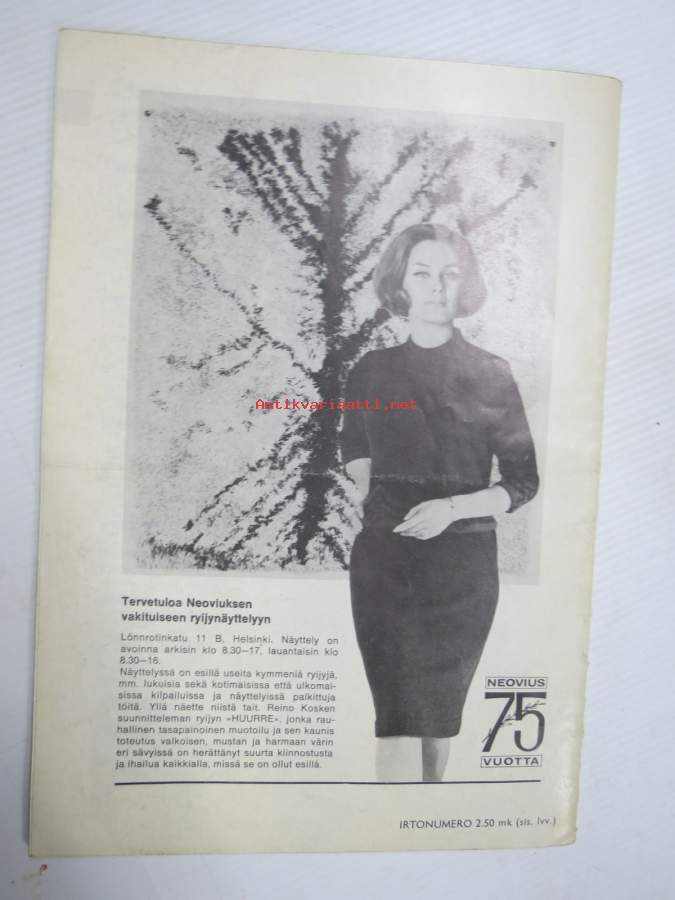 Antikvariaatti.net
Tervetuloa Neoviuksen
vakituiseen ryijynäyttelyyn
Lönnrotinkatu 11 B, Helsinki. Näyttely on
avoinna arkisin klo 8.30—17, lauantaisin klo
8.30—16.
Näyttelyssä on esillä useita kymmeniä ryijyjä,
mm. lukuisia sekä kotimaisissa että ulkomai-
sissa kilpailuissa ja näyttelyissä palkittuja
töitä. Yllä näette niistä tait. Reino Kosken
suunnitteleman ryijyn »HUURRE», jonka rau-
hallinen tasapainoinen muotoilu ja sen kaunis
toteutus valkoisen, mustan ja harmaan värin
eri sävyissä on herättänyt suurta kiinnostusta
ja ihailua kaikkialla, missä se on ollut esillä.
NEOVIUS
75
VUOTTA
IRTONUMERO 2.50 mk (sis. lvv.)